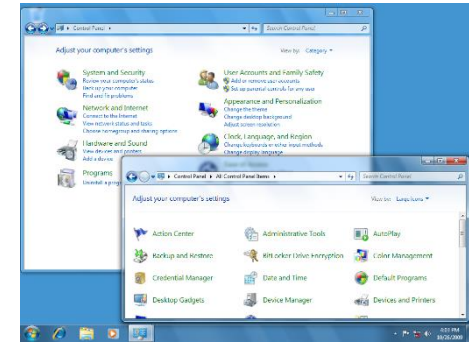 Control Panel
Search Control Panel
Adjust your computer's settings
View by: Category
System and Security
Review your computer's status
Back up your computer
Find and fix problems
Network and Internet
Connect to the Internet
View network status and tasks
Choose homegroup and sharing options
Hardware and Sound
View devices and printers
Add a device
Programs
Uninstall a prog
User Accounts and Family Safety
Add or remove user accounts
Set up parental controls for any user
Appearance and Personalization
Change the theme
Change desktop background
Adjust screen resolution
Clock, Language, and Region
Change keyboards or other input methods
Change display language
Control Panel
All Control Panel Items
Search Control Panel
Adjust your computer's settings
View by: Large icons
Action Center
Administrative Tools
AutoPlay
Backup and Restore
BitLocker Drive Encryption
Color Management
Credential Manager
Date and Time
Default Programs
Desktop Gadgets
Device Manager
Devices and Printers